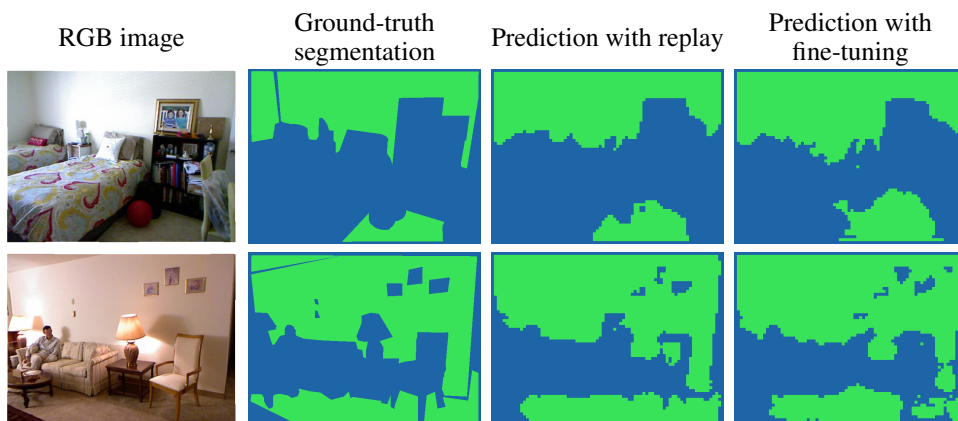 RGB image
Ground-truth
segmentation
Prediction with replay
Prediction with
fine-tuning